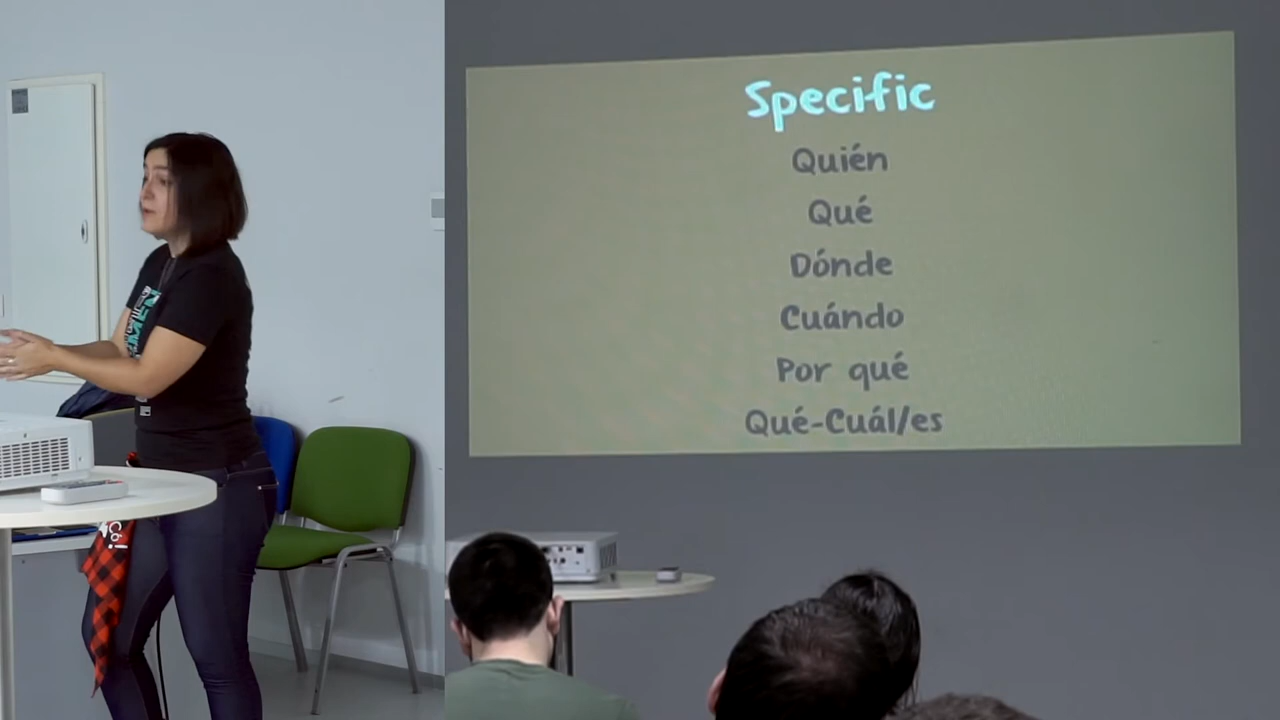 Specific
Quién
Qué
Dónde
Cuándo
Por qué
Qué-Cuál/es